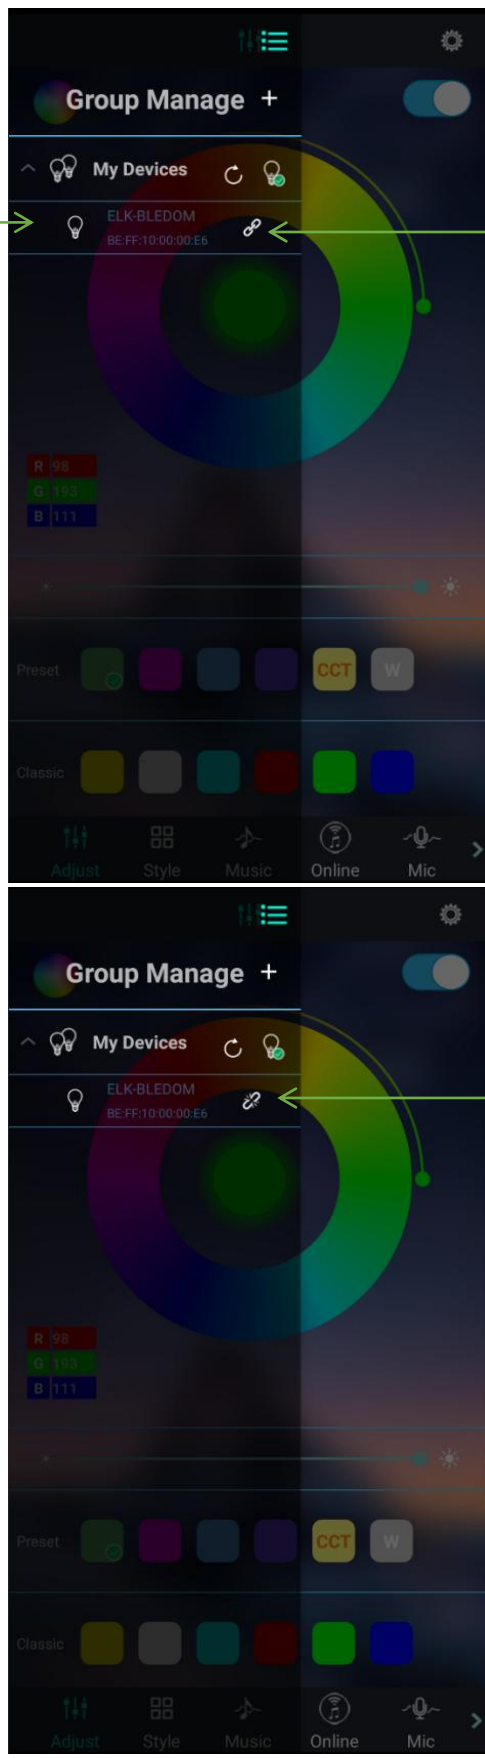 Group Manage +
My Devices
ELK-BLEDOM
BE:FF:10:00:00:E6
R 98
G 193
B 111
Preset CCT W
Classic
Adjust Style Music Online Mic
Group Manage +
My Devices
ELK-BLEDOM
BE:FF:10:00:00:E6
R 98
G 193
B 111
Preset CCT W
Classic
Adjust Style Music Online Mic